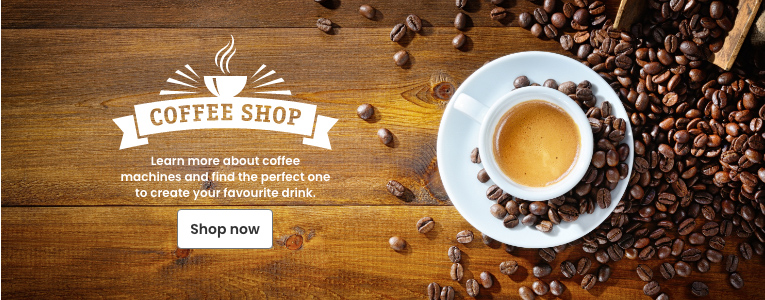 COFFEE SHOP
Learn more about coffee
machines and find the perfect one
to create your favourite drink.
Shop now